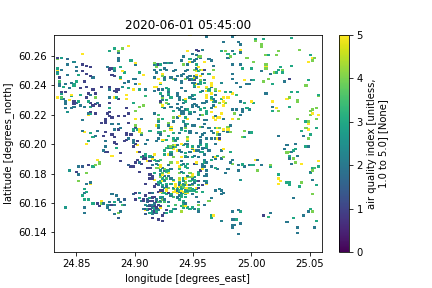 2020-06-01 05:45:00
60.26
60.24
60.22
60.20
60.18
60.16
60.14
latitude [degrees_north]
24.85 24.90 24.95 25.00 25.05
longitude [degrees_east]
5
4
3
2
1
0
air quality index [unitless,
1.0 to 5.0] [None]